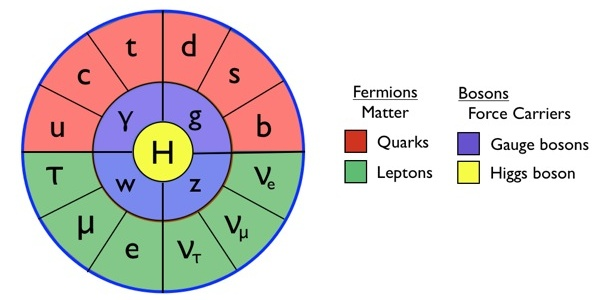 t d
c s
u b
γ g
H
w z
τ νe
μ νμ
e ντ
Fermions
Matter
Quarks
Leptons
Bosons
Force Carriers
Gauge bosons
Higgs boson